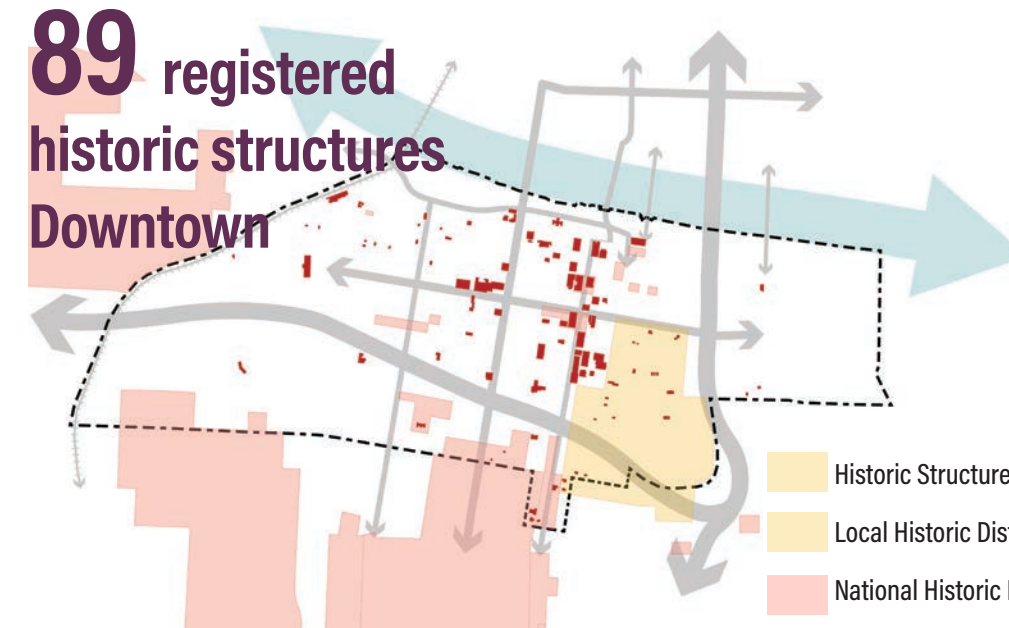 89 registered
historic structures
Downtown
Historic Structure
Local Historic Dis
National Historic